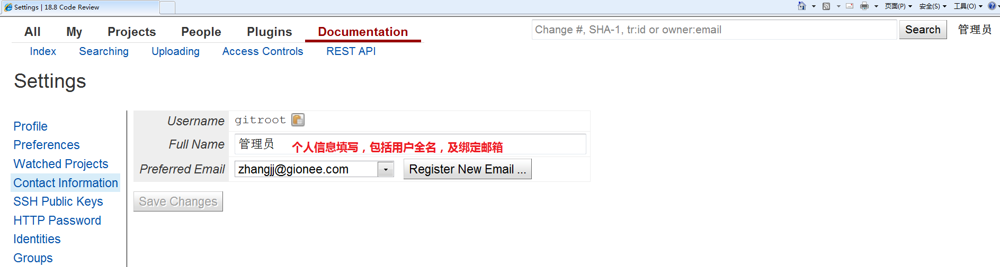 Settings | 18.8 Code Review
页面(P) 安全(S) 工具(O)
All My Projects People Plugins Documentation
Change #, SHA-1, tr:id or owner:email Search 管理员
Index Searching Uploading Access Controls REST API
Settings
Profile
Preferences
Watched Projects
Contact Information
SSH Public Keys
HTTP Password
Identities
Groups
Username gitroot
Full Name 管理员 个人信息填写，包括用户全名，及绑定邮箱
Preferred Email zhangjj@gionee.com Register New Email ...
Save Changes